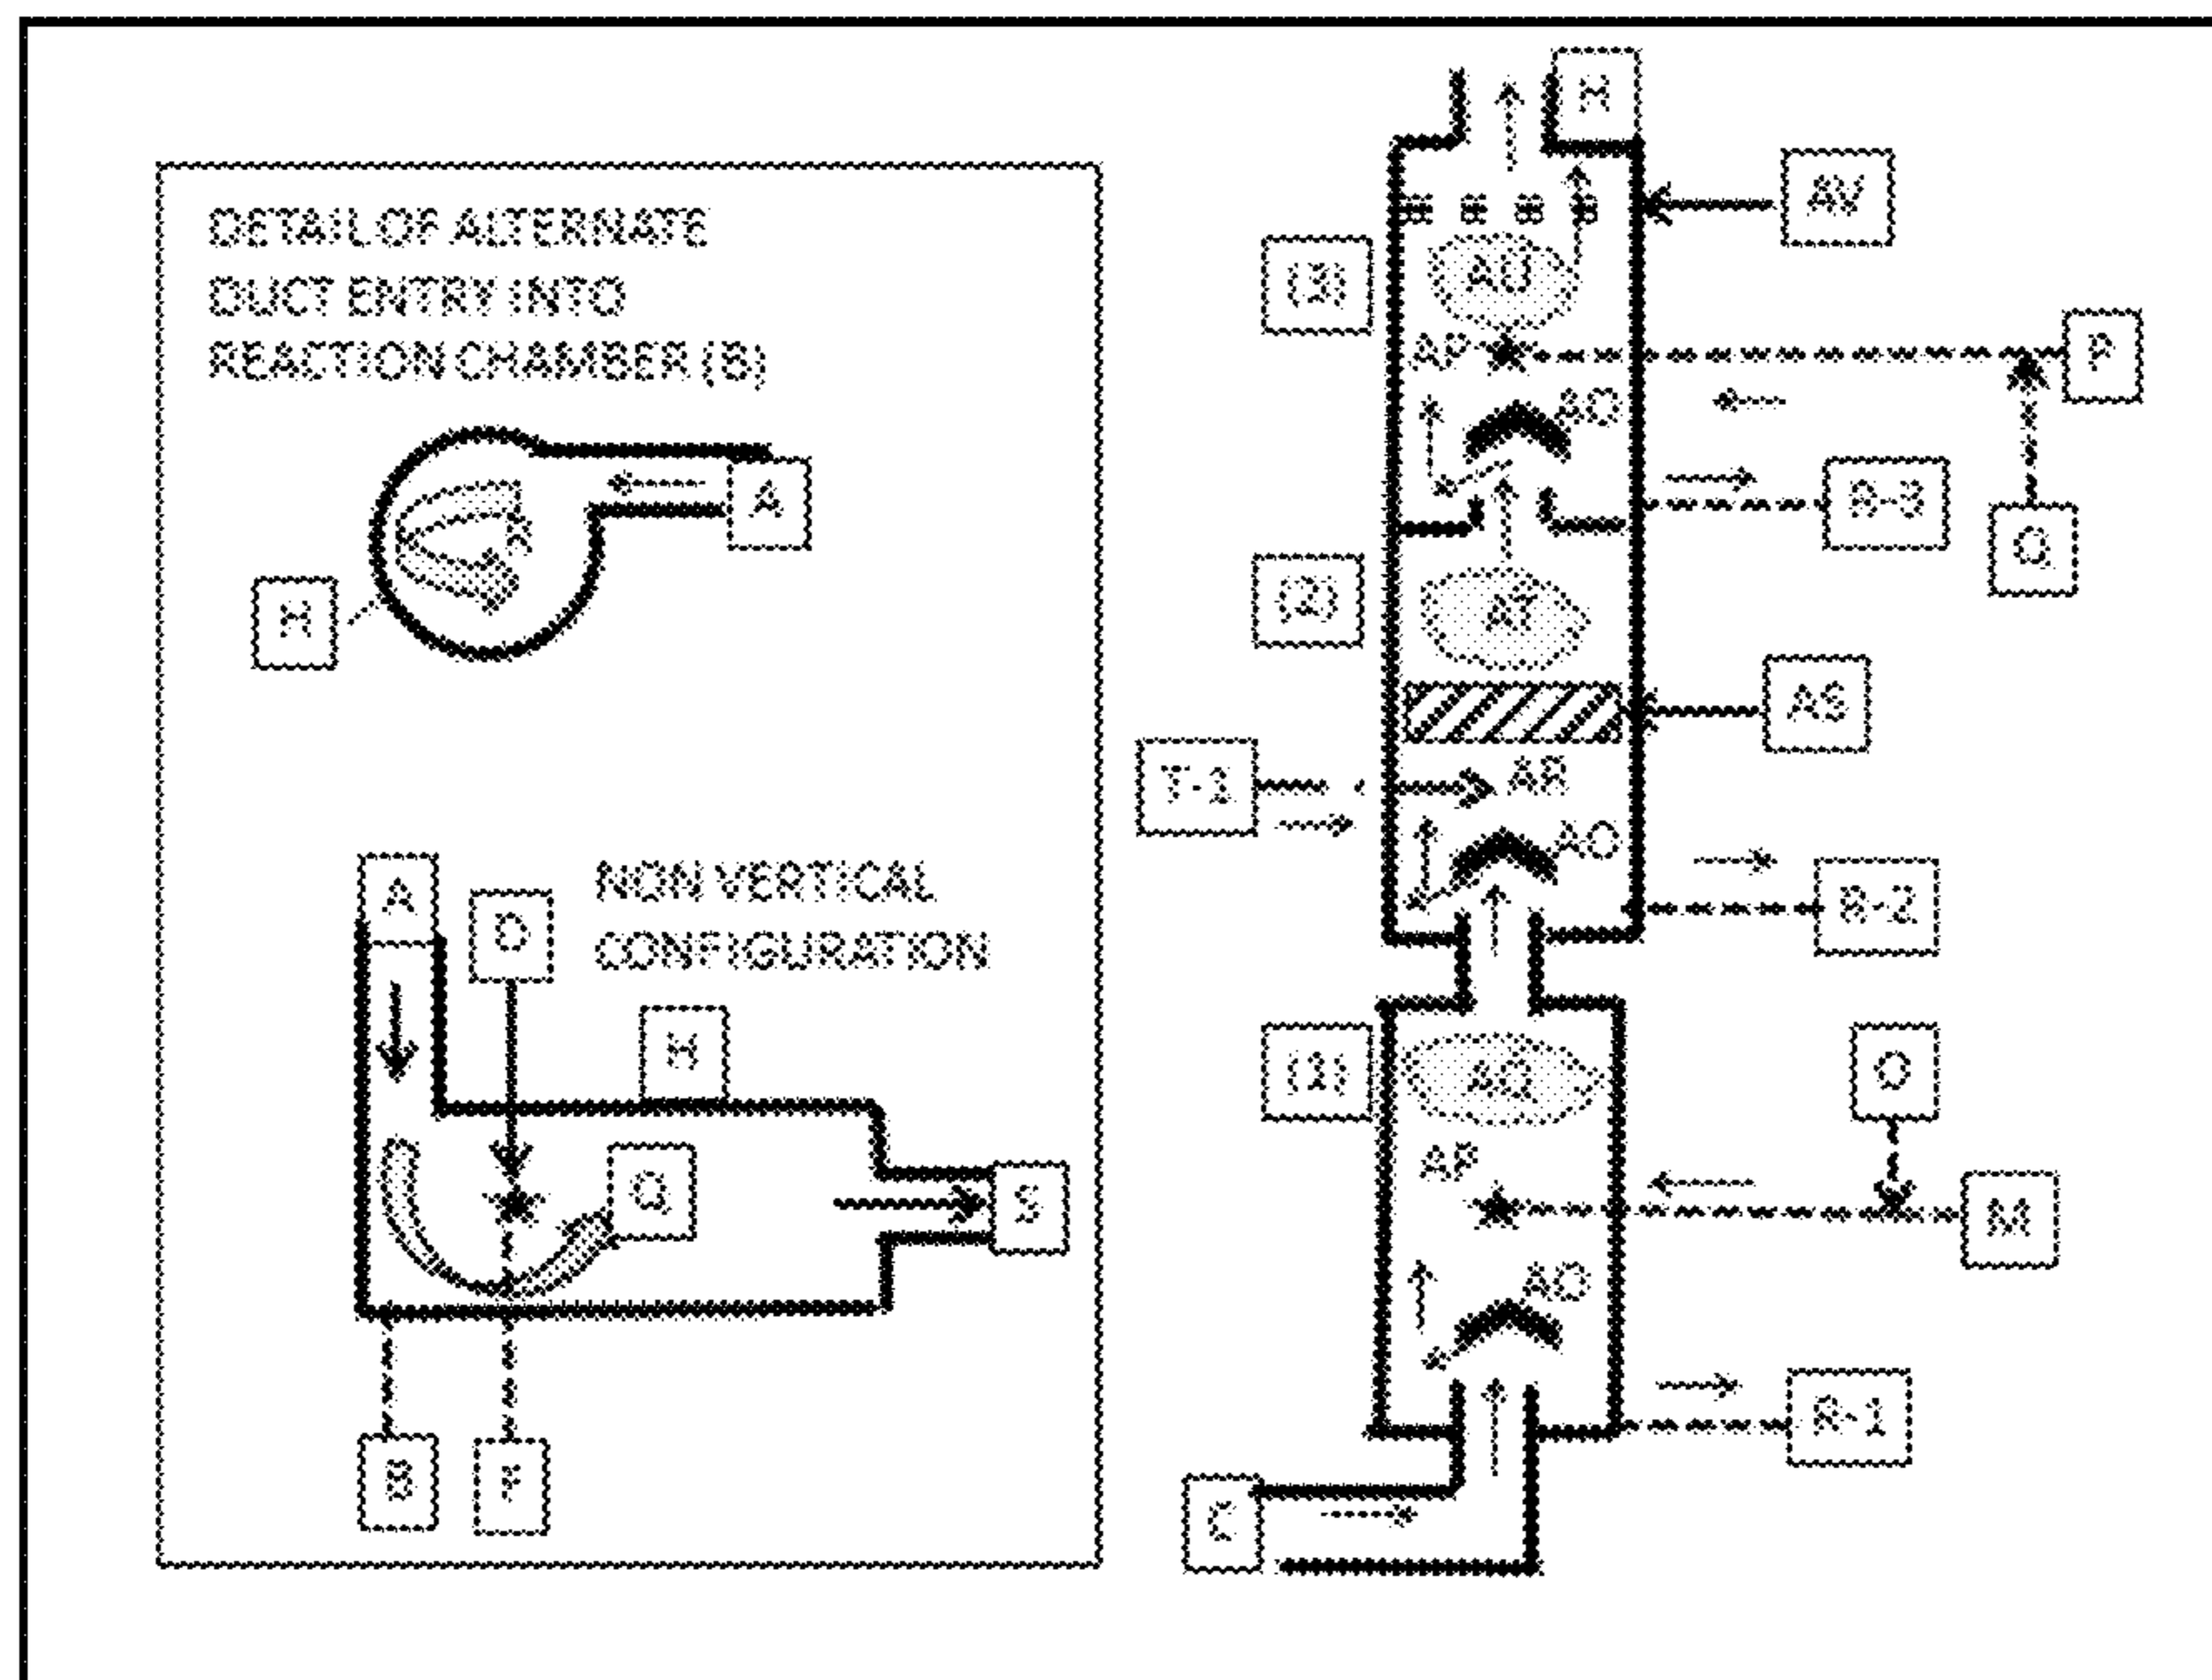 DETAIL OF ALTERNATE
DUCT ENTRY INTO
REACTION CHAMBER (B)
A
H
A
D
NON VERTICAL
CONFIGURATION
H
Q
S
B
F
H
AV
(3)
AU
P
AP
AO
R-3
Q
(2)
AT
AS
T-1
AR
AO
R-2
(1)
AQ
O
AP
M
AO
R-1
C